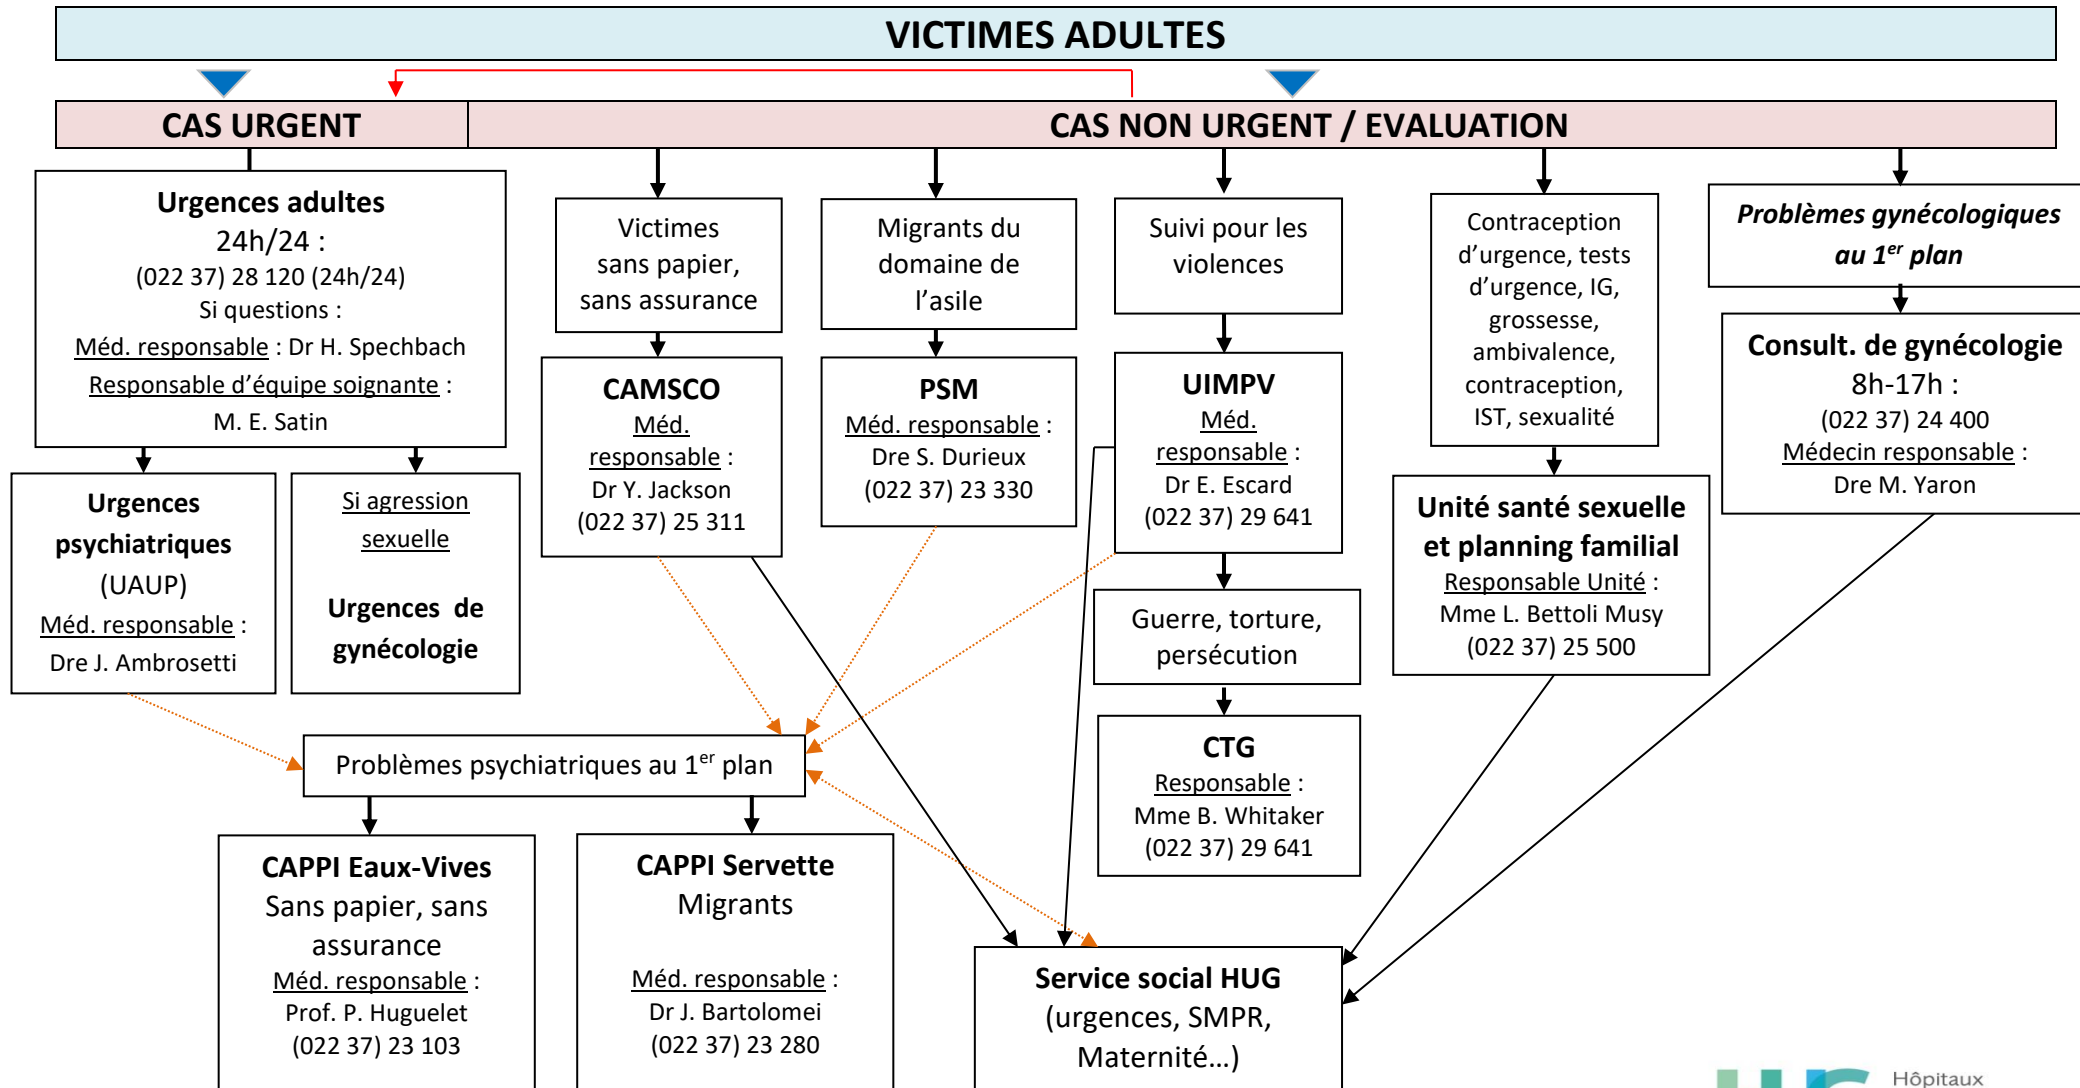 VICTIMES ADULTES
CAS URGENT
CAS NON URGENT / EVALUATION
Urgences adultes
24h/24 :
(022 37) 28 120 (24h/24)
Si questions :
Méd. responsable : Dr H. Spechbach
Responsable d’équipe soignante :
M. E. Satin
Victimes
sans papier,
sans assurance
Migrants du
domaine de
l’asile
Suivi pour les
violences
Contraception
d’urgence, tests
d’urgence, IG,
grossesse,
ambivalence,
contraception,
IST, sexualité
Problèmes gynécologiques
au 1er plan
CAMSCO
Méd.
responsable :
Dr Y. Jackson
(022 37) 25 311
PSM
Méd. responsable :
Dre S. Durieux
(022 37) 23 330
UIMPV
Méd.
responsable :
Dr E. Escard
(022 37) 29 641
Consult. de gynécologie
8h-17h :
(022 37) 24 400
Médecin responsable :
Dre M. Yaron
Urgences
psychiatriques
(UAUP)
Méd. responsable :
Dre J. Ambrosetti
Si agression
sexuelle
Urgences de
gynécologie
Unité santé sexuelle
et planning familial
Responsable Unité :
Mme L. Bettoli Musy
(022 37) 25 500
Guerre, torture,
persécution
CTG
Responsable :
Mme B. Whitaker
(022 37) 29 641
Problèmes psychiatriques au 1er plan
CAPPI Eaux-Vives
Sans papier, sans
assurance
Méd. responsable :
Prof. P. Huguelet
(022 37) 23 103
CAPPI Servette
Migrants
Méd. responsable :
Dr J. Bartolomei
(022 37) 23 280
Service social HUG
(urgences, SMPR,
Maternité…)
Hôpitaux